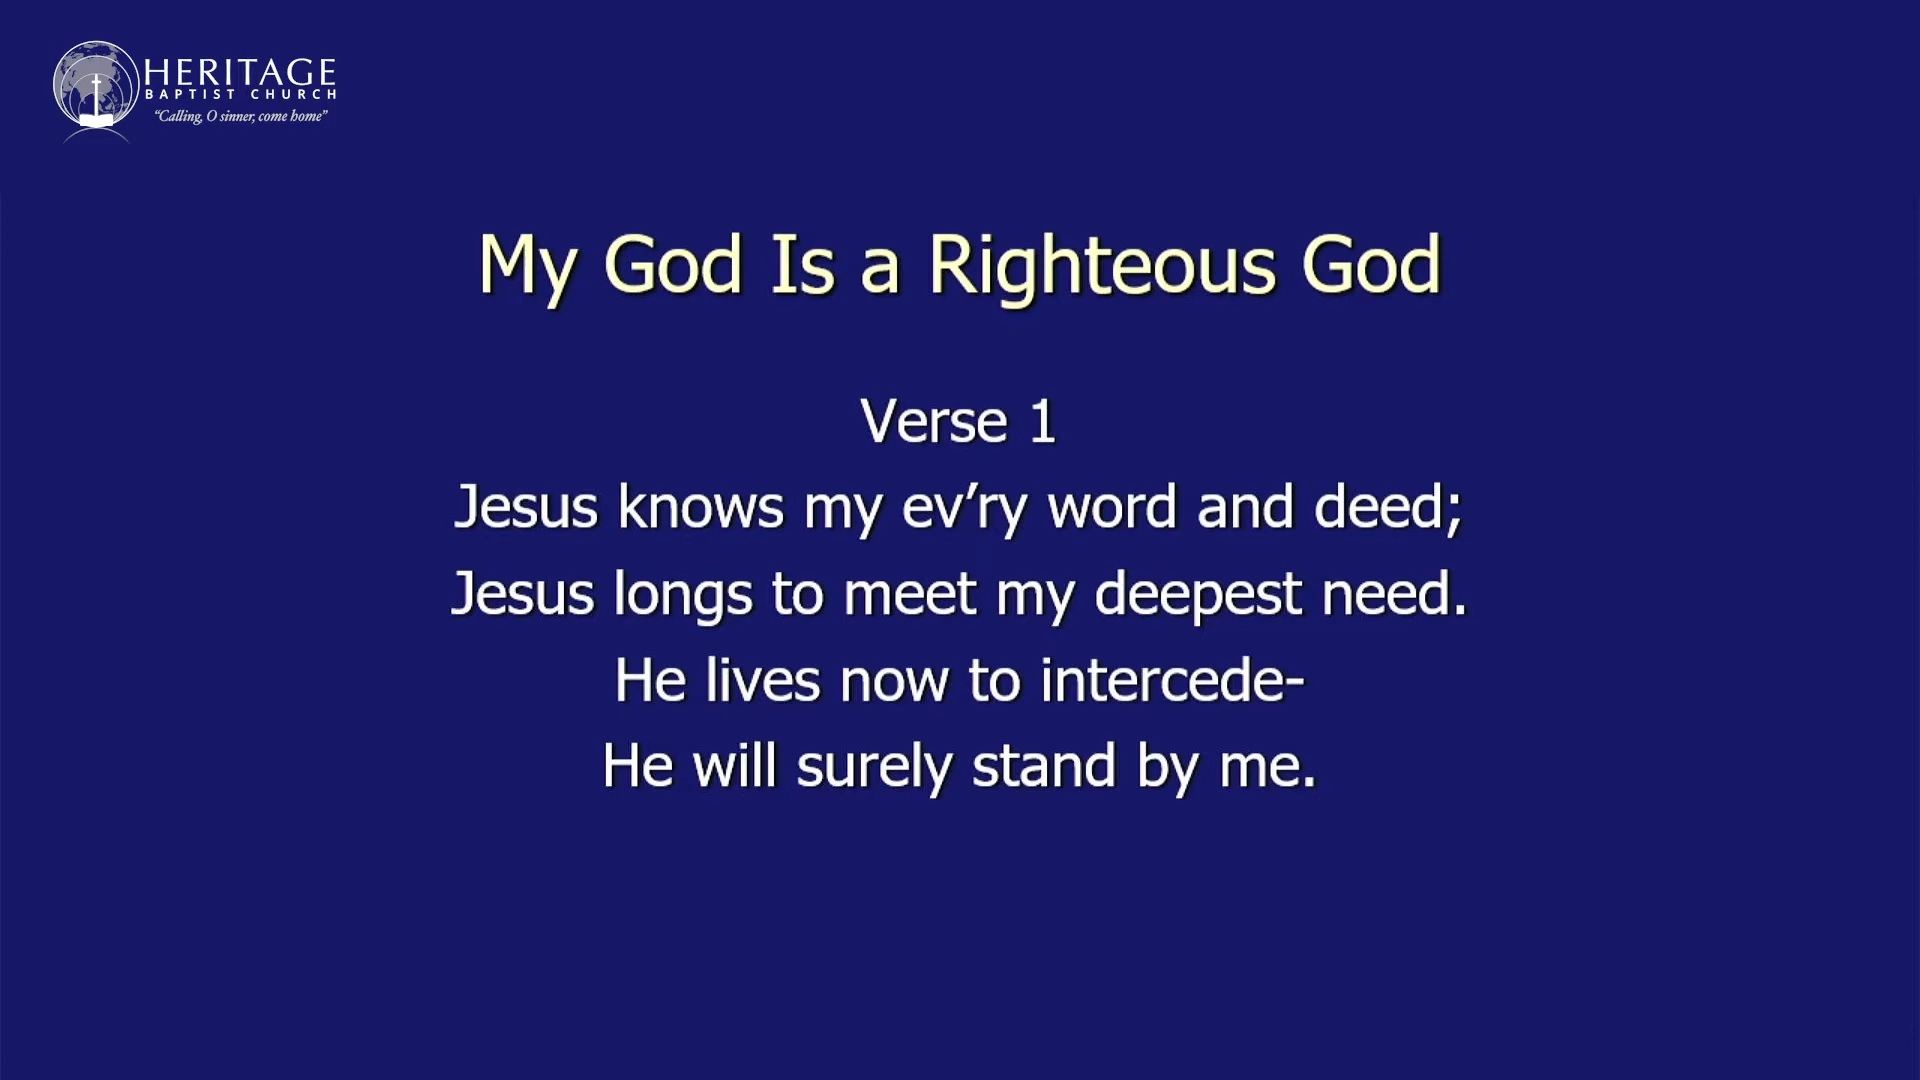 HERITAGE
BAPTIST CHURCH
“Calling, O sinner, come home”
My God Is a Righteous God
Verse 1
Jesus knows my ev’ry word and deed;
Jesus longs to meet my deepest need.
He lives now to intercede-
He will surely stand by me.